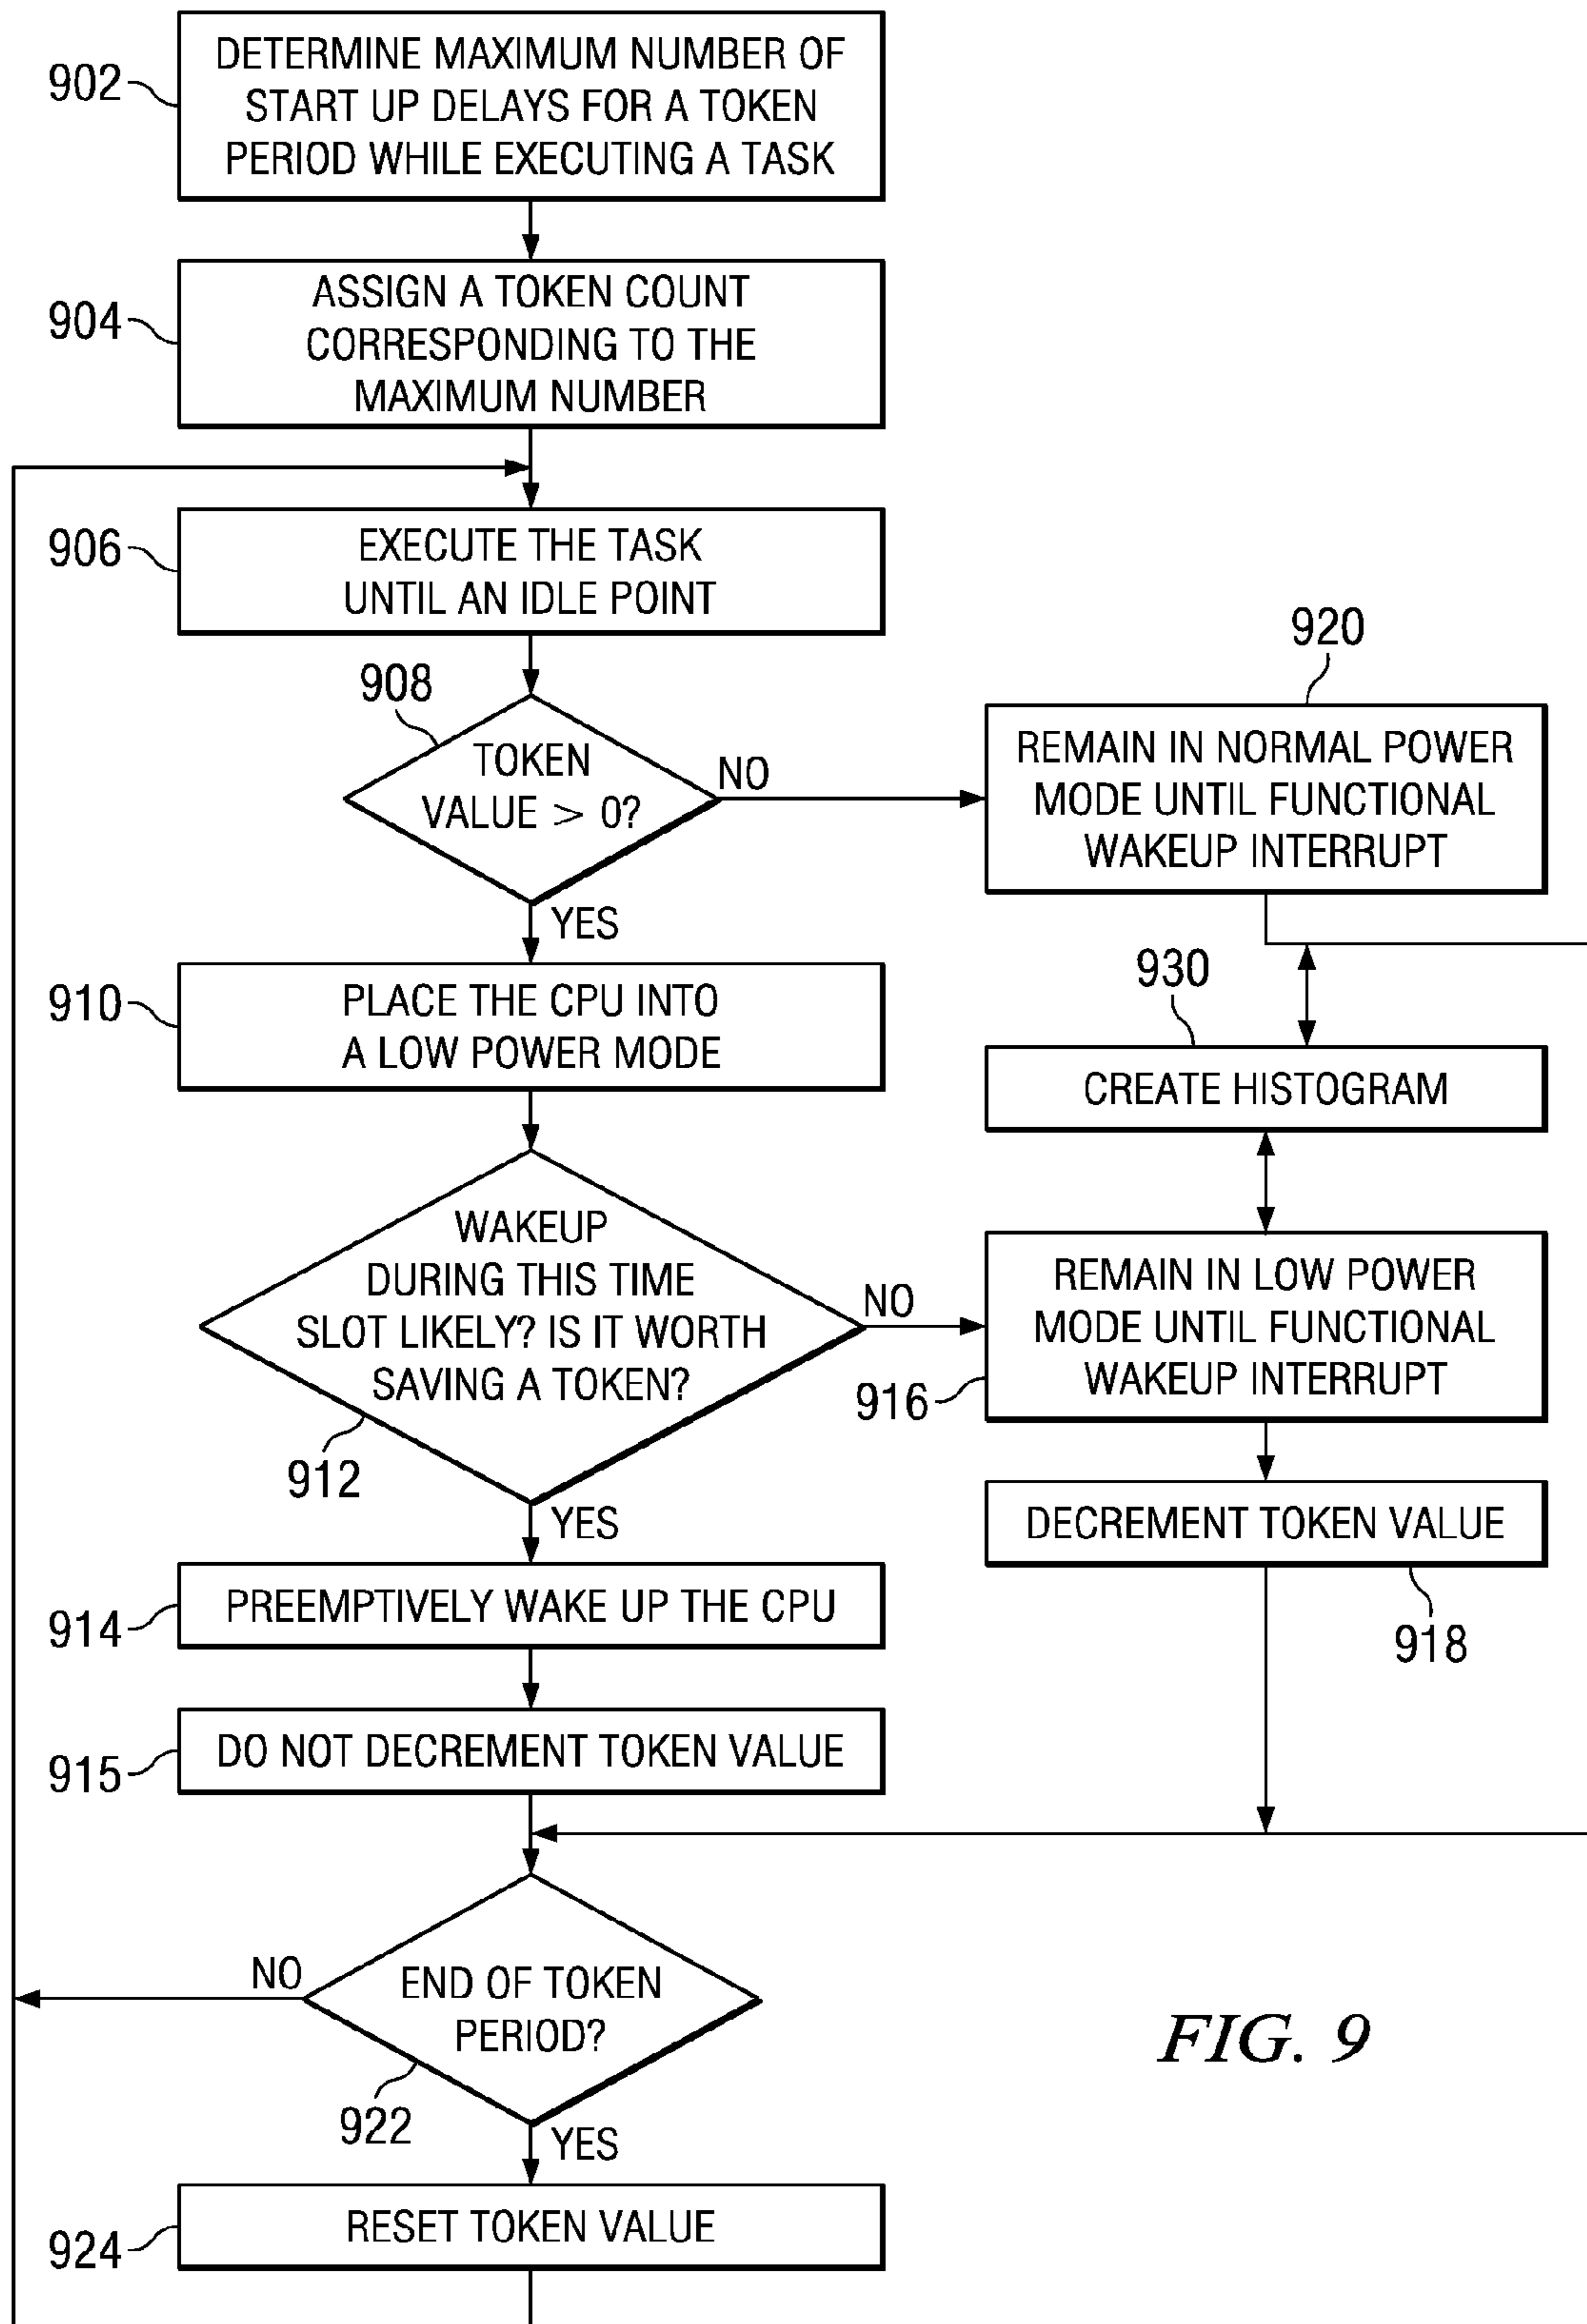 902
DETERMINE MAXIMUM NUMBER OF
START UP DELAYS FOR A TOKEN
PERIOD WHILE EXECUTING A TASK
904
ASSIGN A TOKEN COUNT
CORRESPONDING TO THE
MAXIMUM NUMBER
906
EXECUTE THE TASK
UNTIL AN IDLE POINT
908
TOKEN
VALUE > 0?
NO
YES
920
REMAIN IN NORMAL POWER
MODE UNTIL FUNCTIONAL
WAKEUP INTERRUPT
910
PLACE THE CPU INTO
A LOW POWER MODE
930
CREATE HISTOGRAM
912
WAKEUP
DURING THIS TIME
SLOT LIKELY? IS IT WORTH
SAVING A TOKEN?
NO
YES
916
REMAIN IN LOW POWER
MODE UNTIL FUNCTIONAL
WAKEUP INTERRUPT
DECREMENT TOKEN VALUE
918
914
PREEMPTIVELY WAKE UP THE CPU
915
DO NOT DECREMENT TOKEN VALUE
NO
END OF TOKEN
PERIOD?
922
YES
924
RESET TOKEN VALUE
FIG. 9